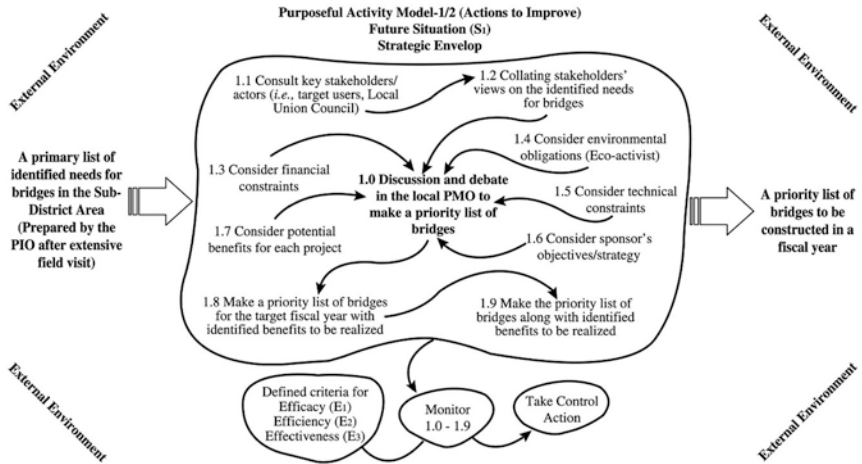 Purposeful Activity Model-1/2 (Actions to Improve)
Future Situation (S₁)
Strategic Envelop
External Environment
External Environment
1.1 Consult key stakeholders/
actors (i.e., target users, Local
Union Council)
1.2 Collating stakeholders'
views on the identified needs
for bridges
A primary list of
identified needs for
bridges in the Sub-
District Area
(Prepared by the
PIO after extensive
field visit)
1.3 Consider financial
constraints
1.4 Consider environmental
obligations (Eco-activist)
1.0 Discussion and debate
in the local PMO to
make a priority list of
bridges
1.5 Consider technical
constraints
1.7 Consider potential
benefits for each project
1.6 Consider sponsor's
objectives/strategy
A priority list of
bridges to be
constructed in a
fiscal year
1.8 Make a priority list of bridges
for the target fiscal year with
identified benefits to be realized
1.9 Make the priority list of
bridges along with identified
benefits to be realized
Defined criteria for
Efficacy (E₁)
Efficiency (E₂)
Effectiveness (E₃)
Monitor
1.0 - 1.9
Take Control
Action
External Environment
External Environment